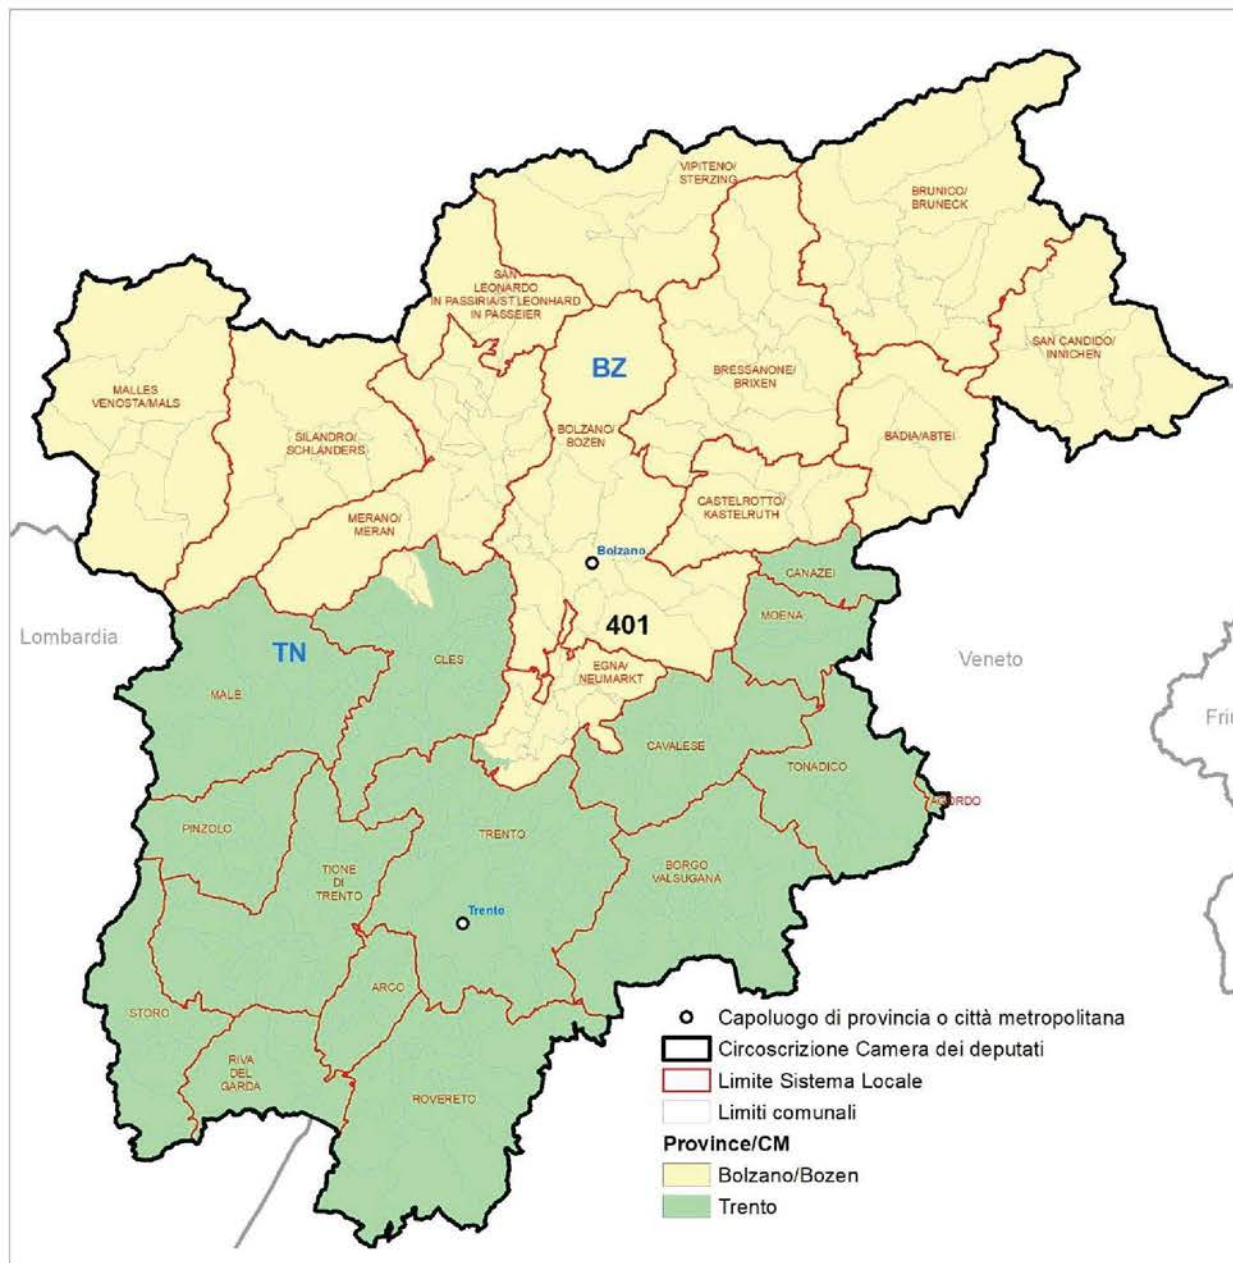 VIPITENO/
STERZING
BRUNICO/
BRUNECK
SAN
LEONARDO
IN PASSIRIA/ST.LEONHARD
IN PASSEIER
SAN CANDIDO/
INNICHEN
BZ
BRESSANONE/
BRIXEN
MALLES
VENOSTA/MALS
SILANDRO/
SCHLANDERS
BOLZANO/
BOZEN
BADIA/ABTEI
MERANO/
MERAN
CASTELROTTO/
KASTELRUTH
Bolzano
CANAZEI
MOENA
401
Lombardia
TN
CLES
EGNA/
NEUMARKT
Veneto
MALE
CAVALESE
TONADICO
Friu
AGORDO
PINZOLO
TRENTO
TIONE
DI
TRENTO
BORGO
VALSUGANA
Trento
ARCO
STORO
RIVA
DEL
GARDA
ROVERETO
Capoluogo di provincia o città metropolitana
Circoscrizione Camera dei deputati
Limite Sistema Locale
Limiti comunali
Province/CM
Bolzano/Bozen
Trento